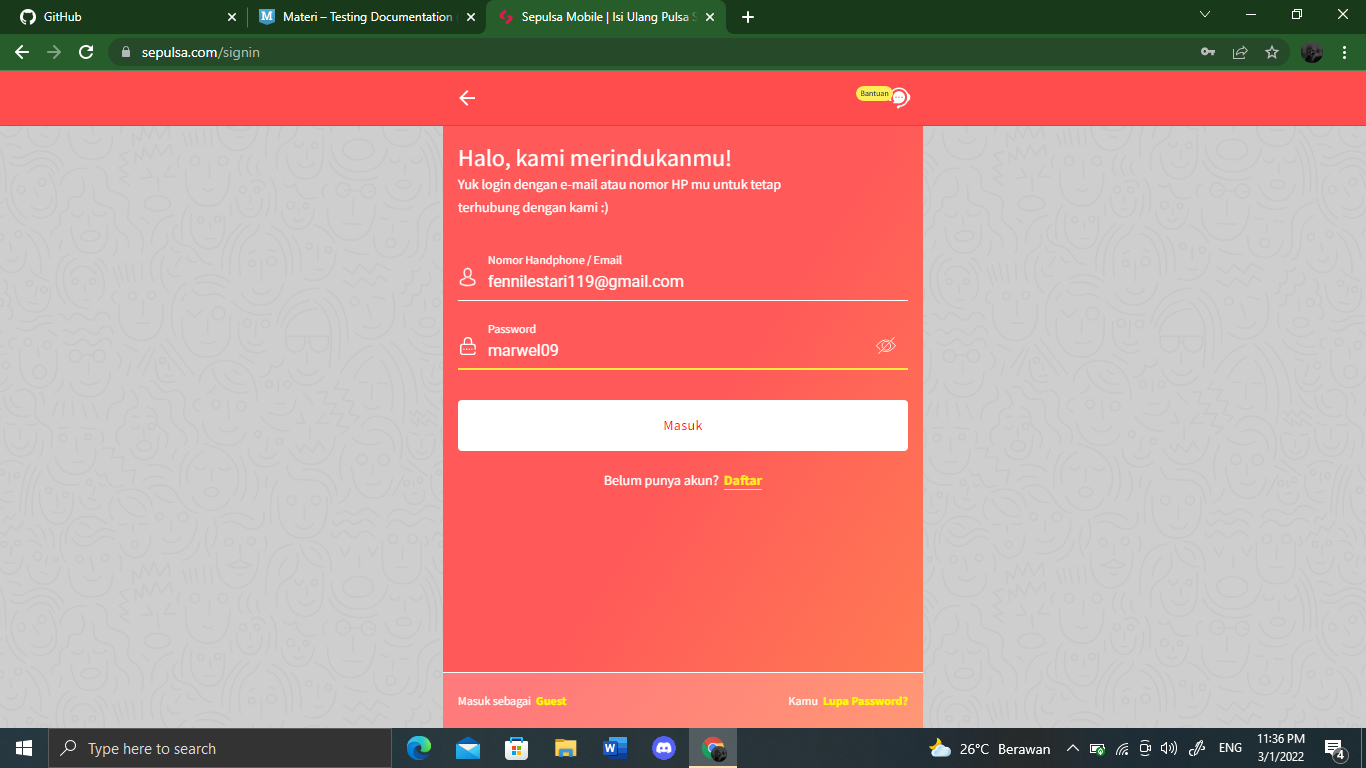 GitHub
Materi – Testing Documentation
Sepulsa Mobile | Isi Ulang Pulsa
sepulsa.com/signin
Bantuan
Halo, kami merindukanmu!
Yuk login dengan e-mail atau nomor HP mu untuk tetap
terhubung dengan kami :)
Nomor Handphone / Email
fennilestari119@gmail.com
Password
marwel09
Masuk
Belum punya akun? Daftar
Masuk sebagai Guest
Kamu Lupa Password?
Type here to search
26°C Berawan
ENG
11:36 PM
3/1/2022
4